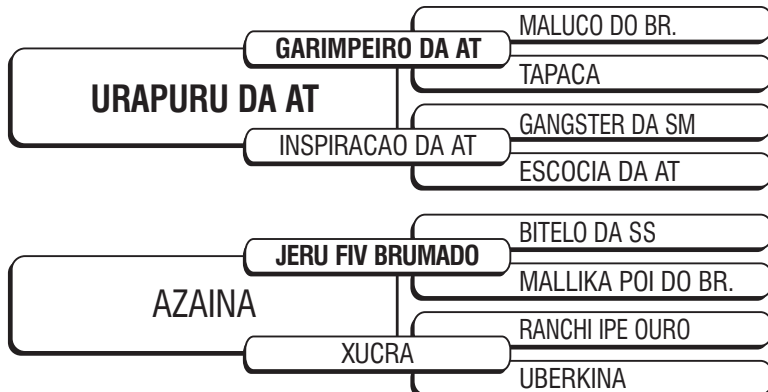 MALUCO DO BR.
GARIMPEIRO DA AT
TAPACA
URAPURU DA AT
GANGSTER DA SM
INSPIRACAO DA AT
ESCOCIA DA AT
BITELO DA SS
JERU FIV BRUMADO
MALLIKA POI DO BR.
AZAINA
RANCHI IPE OURO
XUCRA
UBERKINA